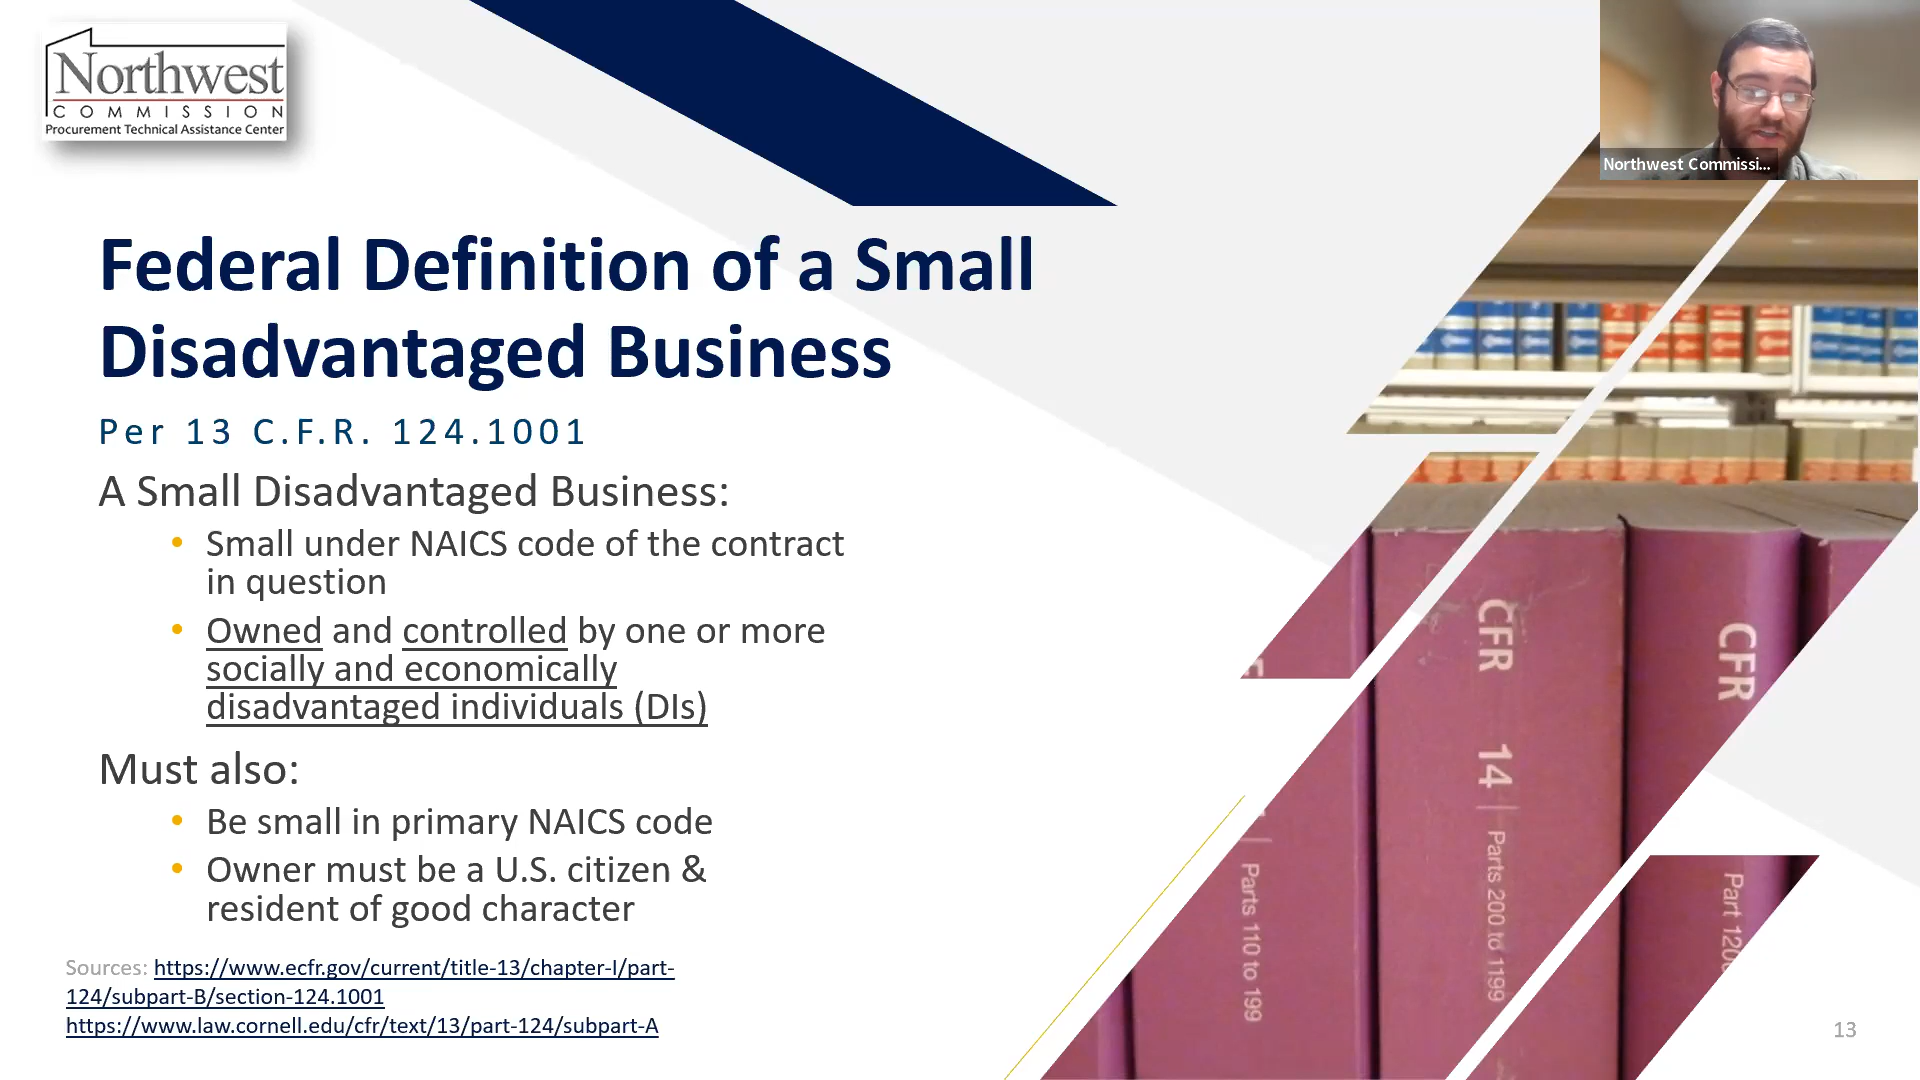 Northwest
COMMISSION
Procurement Technical Assistance Center
Northwest Commissi...
Federal Definition of a Small
Disadvantaged Business
Per 13 C.F.R. 124.1001
A Small Disadvantaged Business:
• Small under NAICS code of the contract
in question
• Owned and controlled by one or more
socially and economically
disadvantaged individuals (DIs)
Must also:
• Be small in primary NAICS code
• Owner must be a U.S. citizen &
resident of good character
Sources: https://www.ecfr.gov/current/title-13/chapter-I/part-
124/subpart-B/section-124.1001
https://www.law.cornell.edu/cfr/text/13/part-124/subpart-A
Parts 110 to 199
CFR
14
Parts 200 to 1199
CFR
Part
13